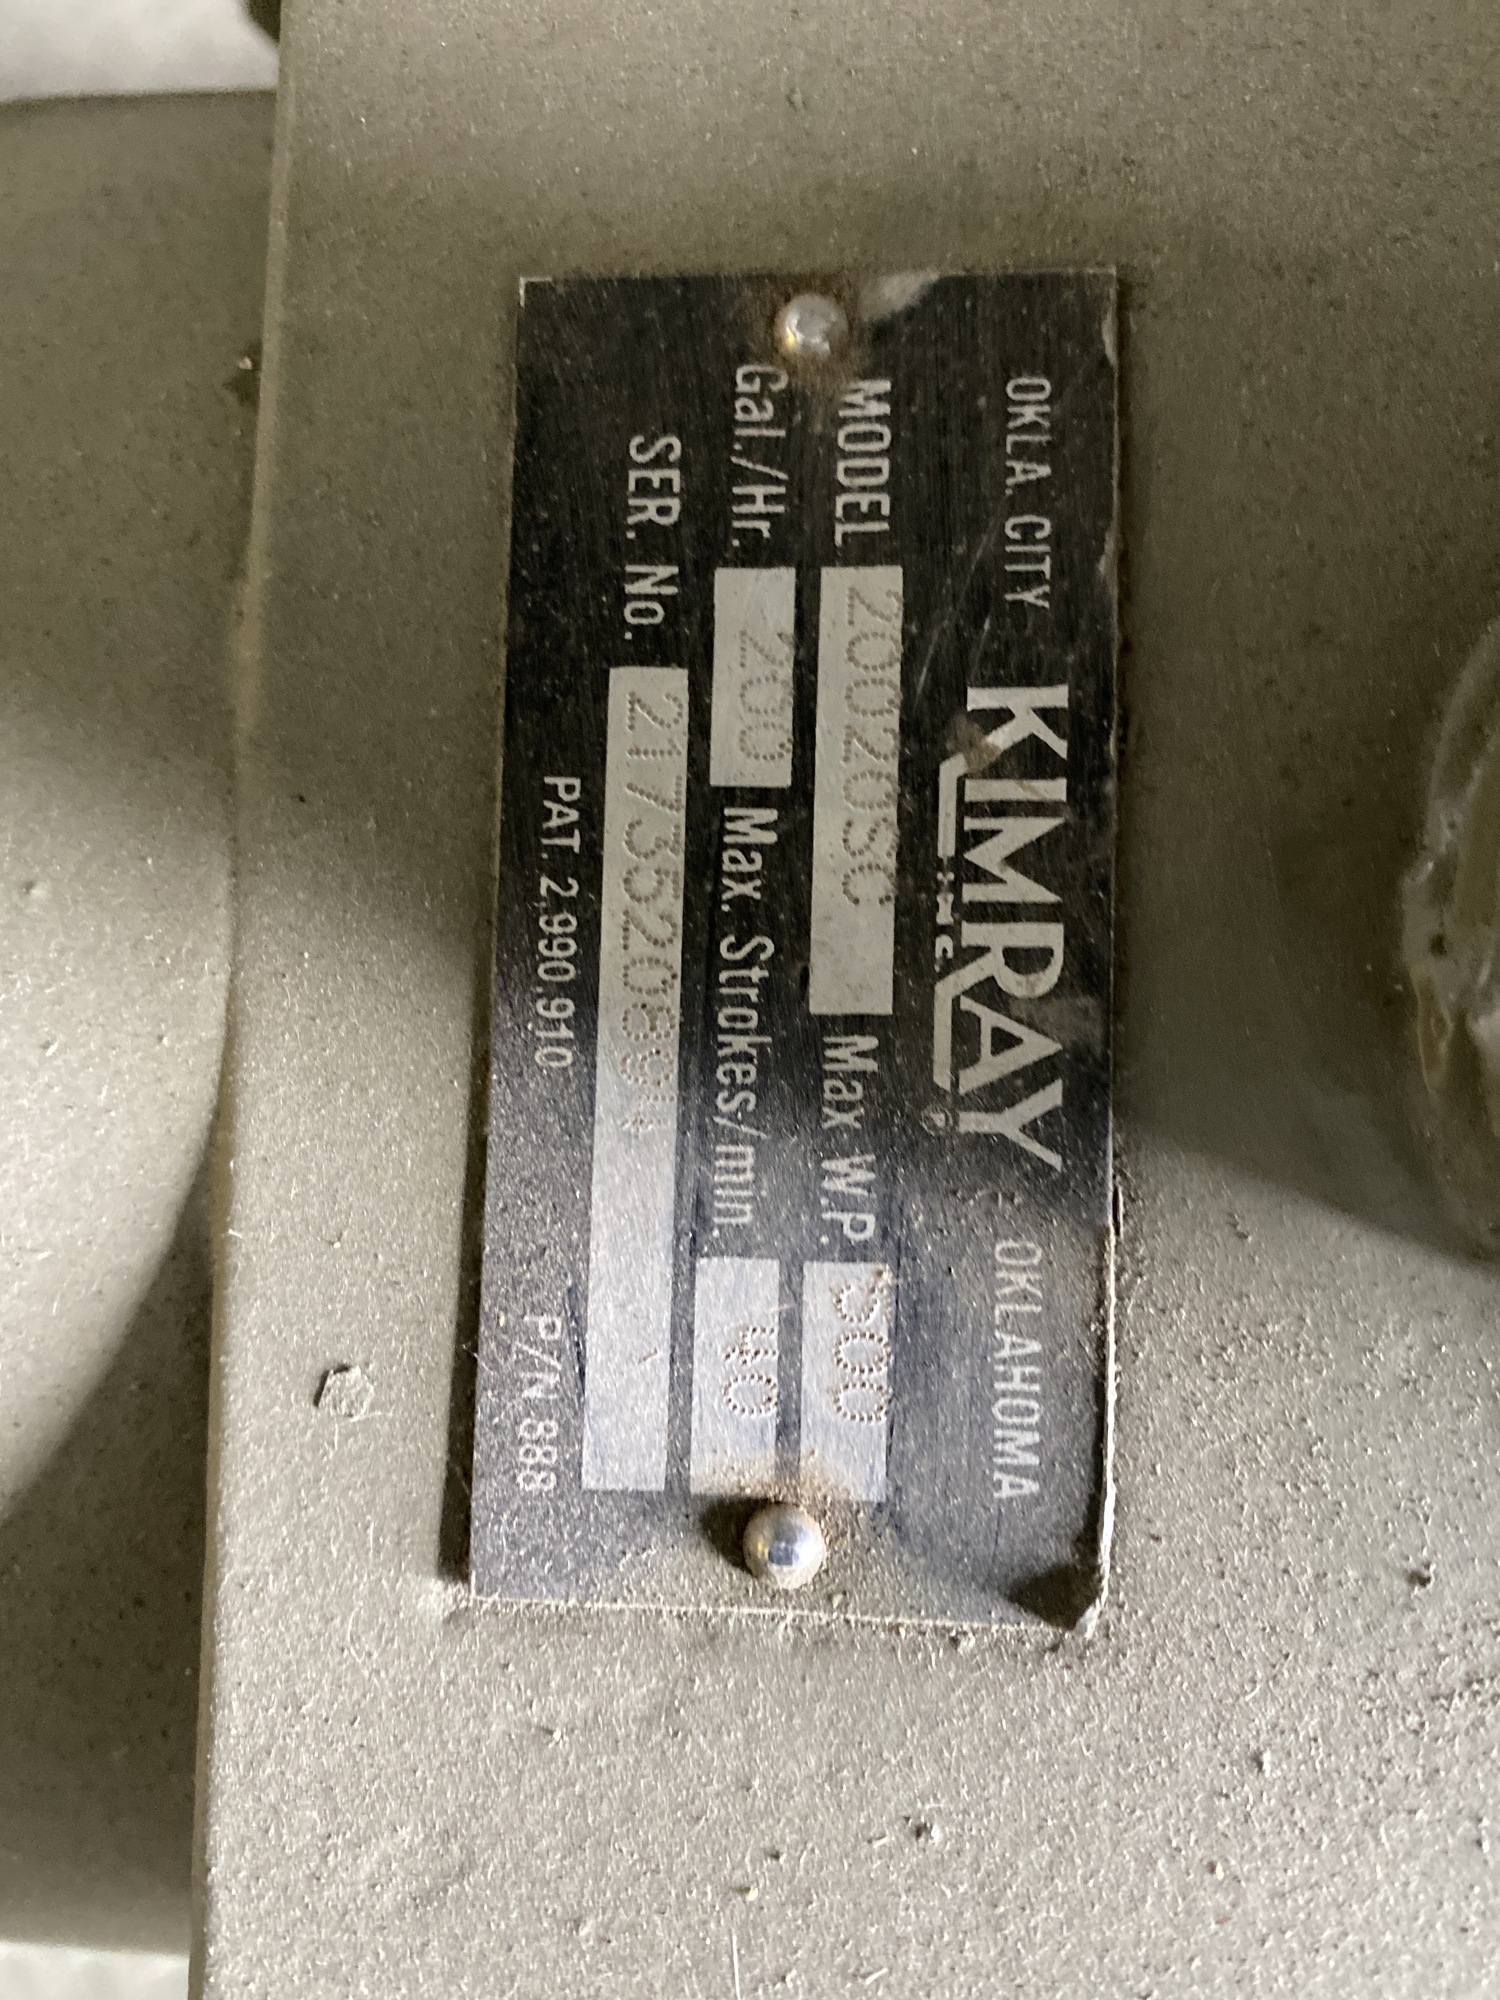 OKLA. CITY KIMRAY OKLAHOMA
INC. ®
MODEL 20020SC Max W.P. 500
Gal./Hr. 200 Max. Strokes/min. 40
SER. No. 2173520894
PAT. 2,990,910 P/N 888